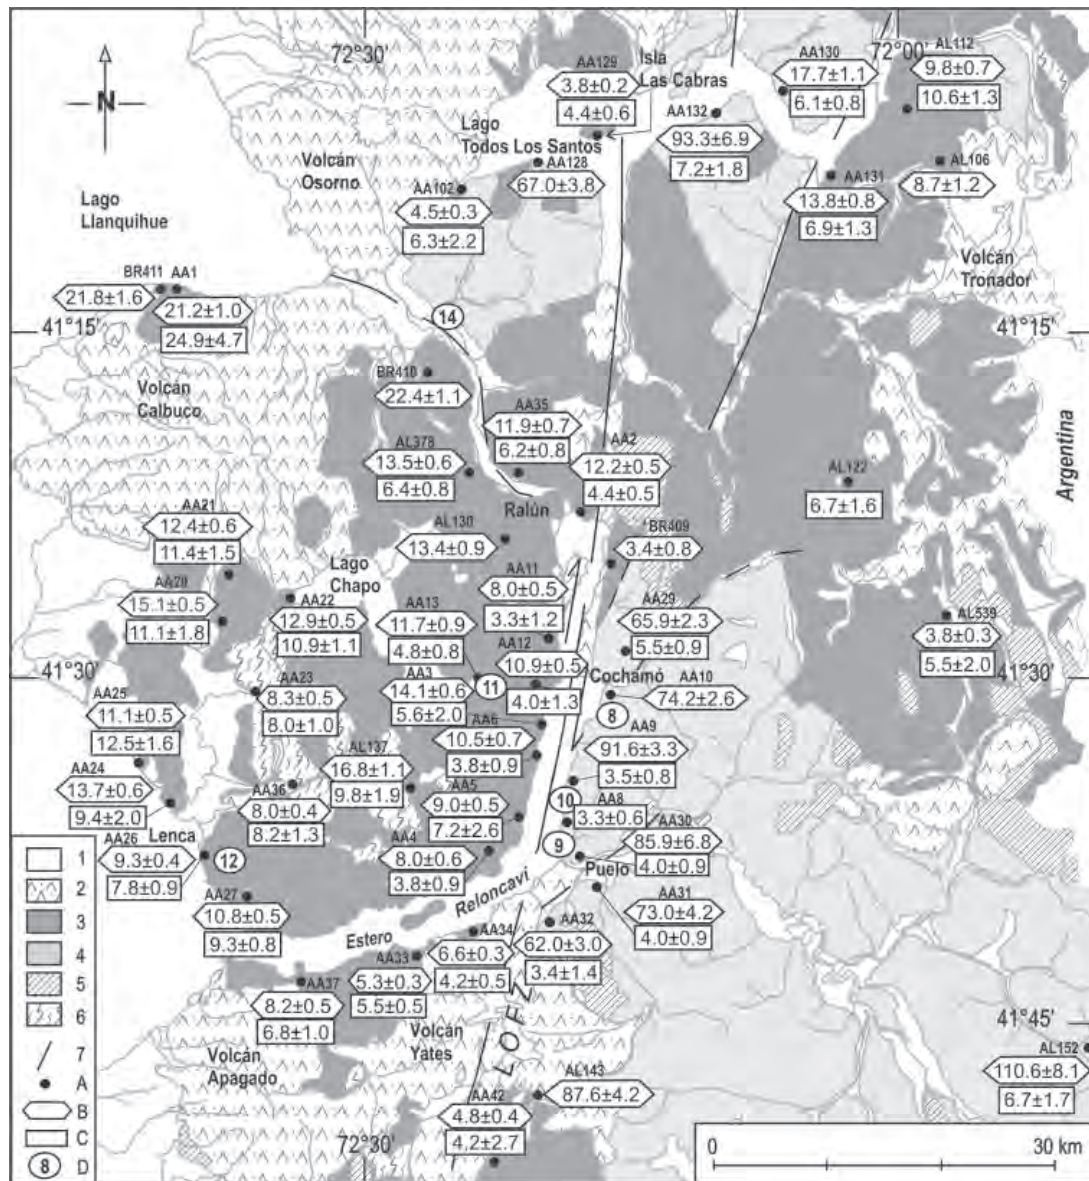 72°30'
72°00'
AA129
3.8±0.2
4.4±0.6
Isla
Las Cabras
AA130
17.7±1.1
6.1±0.8
AL112
9.8±0.7
10.6±1.3
N
AA132
93.3±6.9
7.2±1.8
Lago
Todos Los Santos
AA128
67.0±3.8
Volcán
Osorno
AA102
4.5±0.3
6.3±2.2
AA131
13.8±0.8
6.9±1.3
AL106
8.7±1.2
Lago
Llanquihue
Volcán
Tronador
BR411
21.8±1.6
AA1
21.2±1.0
24.9±4.7
41°15'
14
41°15'
Volcán
Calbuco
BR410
22.4±1.1
AA35
11.9±0.7
6.2±0.8
AA2
12.2±0.5
4.4±0.5
AL378
13.5±0.6
6.4±0.8
Argentina
AL122
6.7±1.6
Ralún
AA21
12.4±0.6
11.4±1.5
AL130
13.4±0.9
BR409
3.4±0.8
Lago
Chapo
AA11
8.0±0.5
3.3±1.2
AA20
15.1±0.5
11.1±1.8
AA22
12.9±0.5
10.9±1.1
AA13
11.7±0.9
4.8±0.8
AA29
65.9±2.3
5.5±0.9
AL539
3.8±0.3
5.5±2.0
AA12
10.9±0.5
4.0±1.3
41°30'
41°30'
Cochamó
AA3
14.1±0.6
5.6±2.0
11
AA10
74.2±2.6
8
AA23
8.3±0.5
8.0±1.0
AA25
11.1±0.5
12.5±1.6
AA6
10.5±0.7
3.8±0.9
AA9
91.6±3.3
3.5±0.8
AL137
16.8±1.1
9.8±1.9
AA24
13.7±0.6
9.4±2.0
AA36
8.0±0.4
8.2±1.3
AA5
9.0±0.5
7.2±2.6
10
AA8
3.3±0.6
Lenca
AA26
9.3±0.4
7.8±0.9
12
AA4
8.0±0.6
3.8±0.9
9
AA30
85.9±6.8
4.0±0.9
Puelo
AA27
10.8±0.5
9.3±0.8
Estero
Reloncaví
AA31
73.0±4.2
4.0±0.9
AA32
62.0±3.0
3.4±1.4
AA34
6.6±0.3
4.2±0.5
AA33
5.3±0.3
5.5±0.5
AA37
8.2±0.5
6.8±1.0
Volcán
Apagado
Volcán
Yates
LOFZ
41°45'
AL152
110.6±8.1
6.7±1.7
AL143
87.6±4.2
AA42
4.8±0.4
4.2±2.7
72°30'
1
2
3
4
5
6
7
A
B
C
8 D
0 30 km